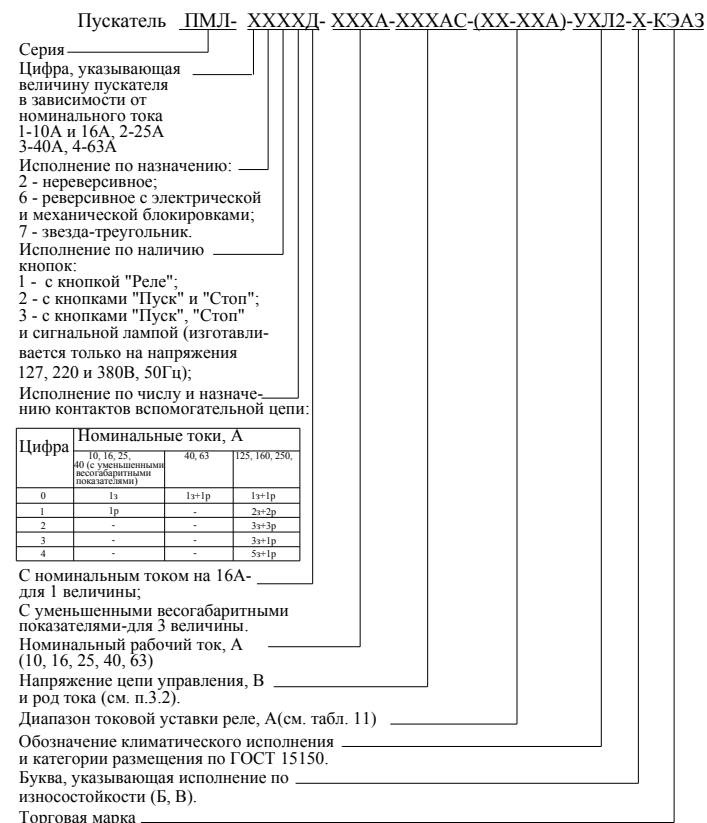 Пускатель ПМЛ- ХХХХД- ХХХА-ХХХАС-(ХХ-ХХА)-УХЛ2-Х-КЭАЗ
Серия
Цифра, указывающая
величину пускателя
в зависимости от
номинального тока
1-10А и 16А, 2-25А
3-40А, 4-63А
Исполнение по назначению:
2 - нереверсивное;
6 - реверсивное с электрической
и механической блокировками;
7 - звезда-треугольник.
Исполнение по наличию
кнопок:
1 - с кнопкой "Реле";
2 - с кнопками "Пуск" и "Стоп";
3 - с кнопками "Пуск", "Стоп"
и сигнальной лампой (изготавли-
вается только на напряжения
127, 220 и 380В, 50Гц);
Исполнение по числу и назначе-
нию контактов вспомогательной цепи:
Цифра Номинальные токи, А
10, 16, 25,
40 (с уменьшенными
весогабаритными
показателями)
40, 63
125, 160, 250,
0 1з 1з+1р 1з+1р
1 1р - 2з+2р
2 - - 3з+3р
3 - - 3з+1р
4 - - 5з+1р
С номинальным током на 16А-
для 1 величины;
С уменьшенными весогабаритными
показателями-для 3 величины.
Номинальный рабочий ток, А
(10, 16, 25, 40, 63)
Напряжение цепи управления, В
и род тока (см. п.3.2).
Диапазон токовой уставки реле, А(см. табл. 11)
Обозначение климатического исполнения
и категории размещения по ГОСТ 15150.
Буква, указывающая исполнение по
износостойкости (Б, В).
Торговая марка